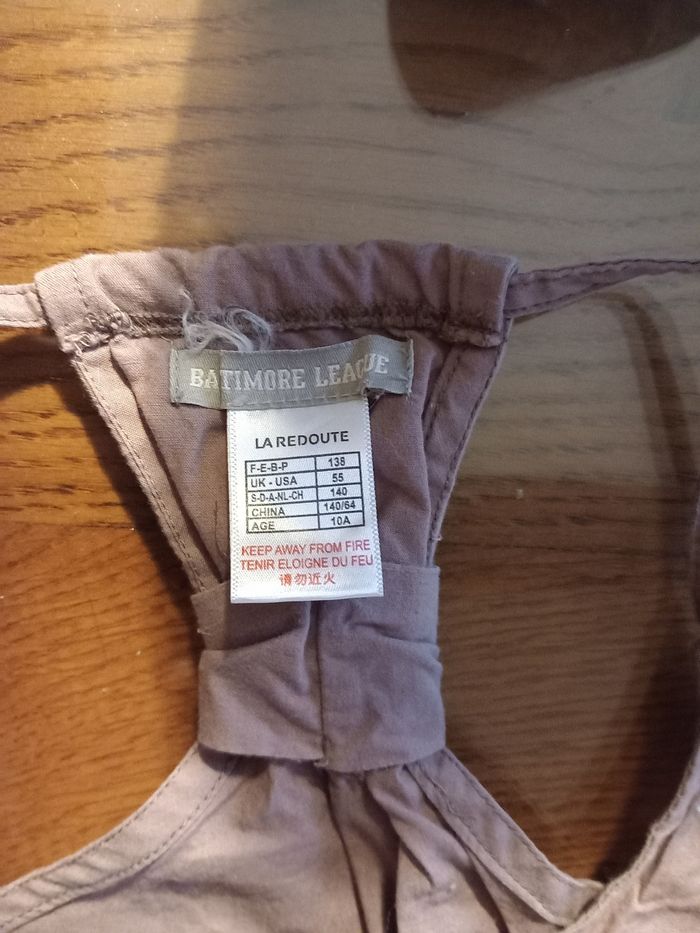 BATIMORE LEAGUE
LA REDOUTE
F-E-B-P 138
UK - USA 55
S-D-A-NL-CH 140
CHINA 140/64
AGE 10A
KEEP AWAY FROM FIRE
TENIR ELOIGNE DU FEU
请勿近火